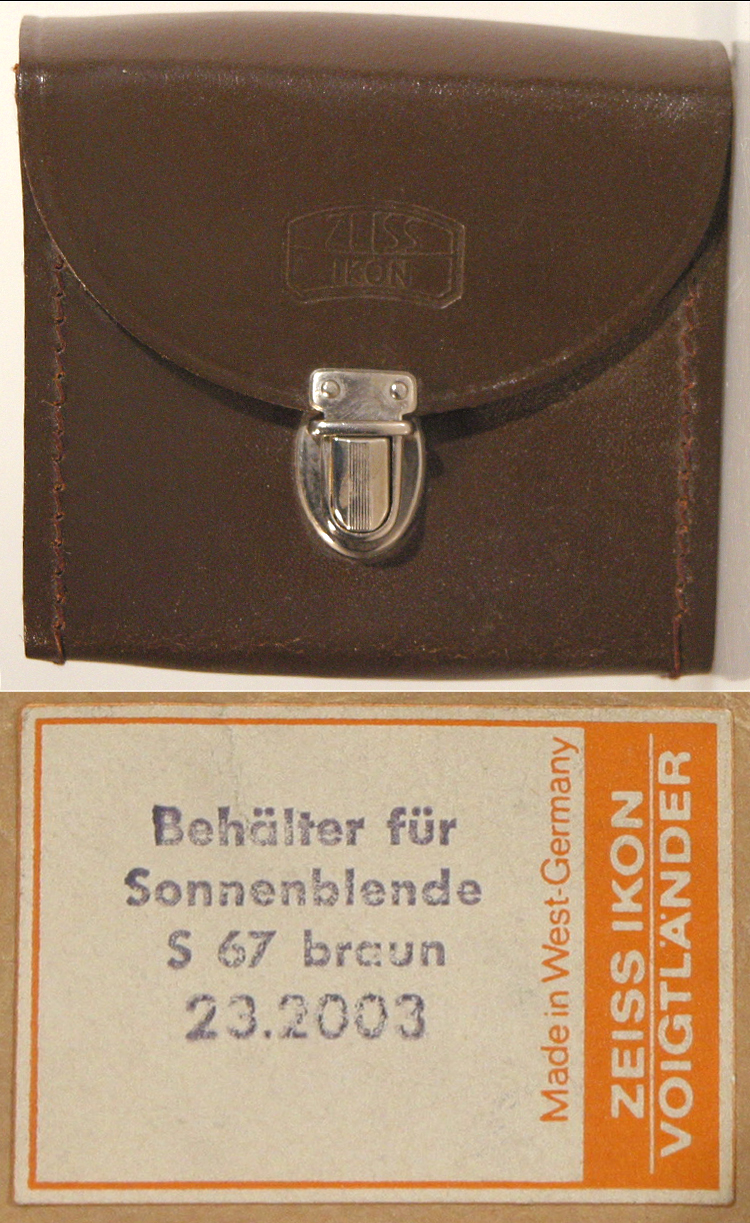 ZEISS
IKON
Behälter für
Sonnenblende
S 67 braun
23.2003
Made in West-Germany
ZEISS IKON
VOIGTLÄNDER